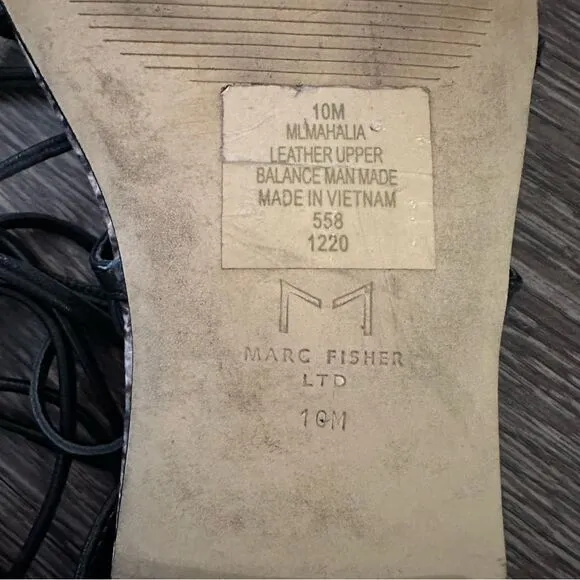 10M
MLMAHALIA
LEATHER UPPER
BALANCE MAN MADE
MADE IN VIETNAM
558
1220
MARC FISHER
LTD
10M